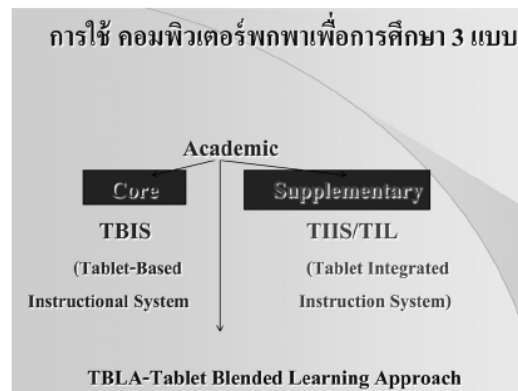 การใช้ คอมพิวเตอร์พกพาเพื่อการศึกษา 3 แบบ
Academic
Core
Supplementary
TBIS
TIIS/TIL
(Tablet-Based
(Tablet Integrated
Instructional System
Instruction System)
TBLA-Tablet Blended Learning Approach